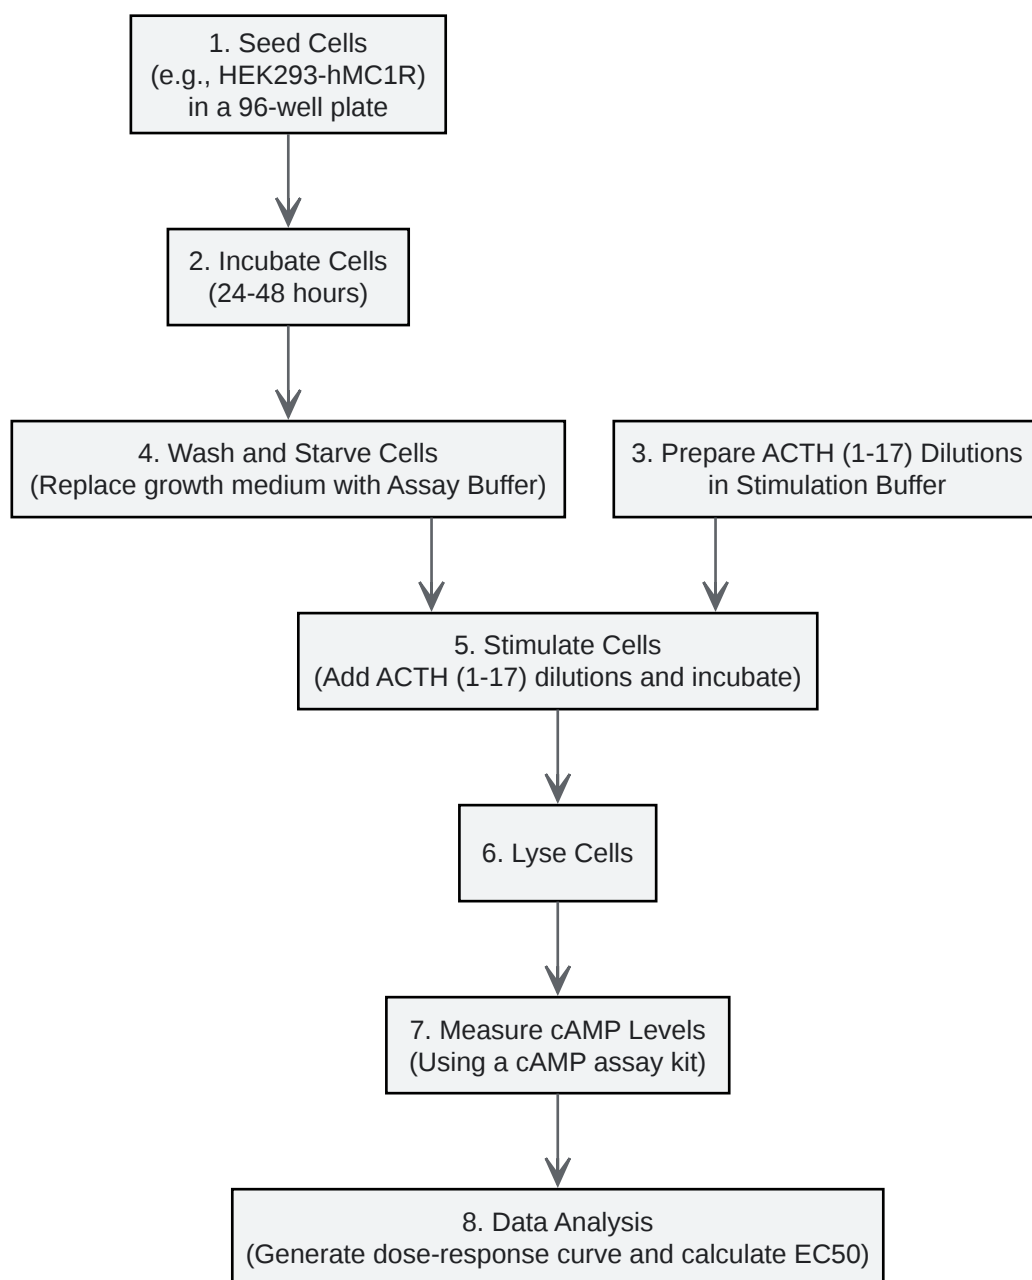 1. Seed Cells
(e.g., HEK293-hMC1R)
in a 96-well plate
2. Incubate Cells
(24-48 hours)
4. Wash and Starve Cells
(Replace growth medium with Assay Buffer)
3. Prepare ACTH (1-17) Dilutions
in Stimulation Buffer
5. Stimulate Cells
(Add ACTH (1-17) dilutions and incubate)
6. Lyse Cells
7. Measure cAMP Levels
(Using a cAMP assay kit)
8. Data Analysis
(Generate dose-response curve and calculate EC50)